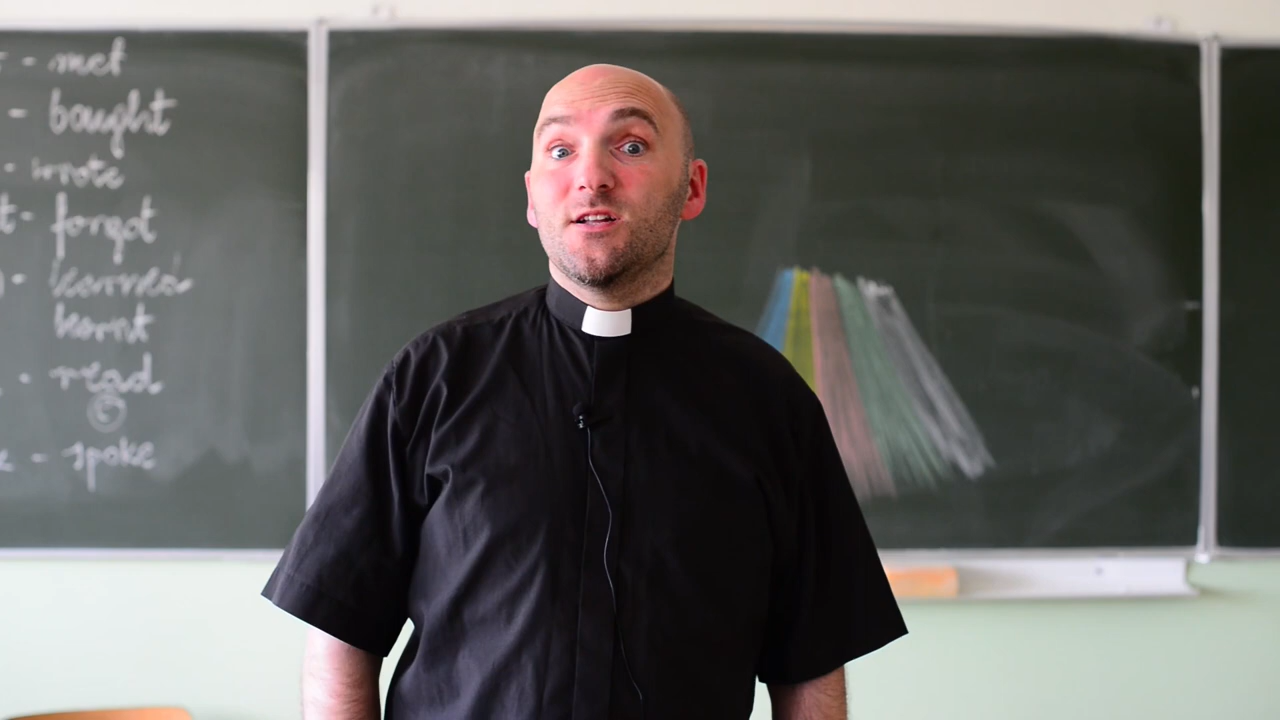 - met
- bought
- wrote
t - forgot
- learned
learnt
- read
- spoke